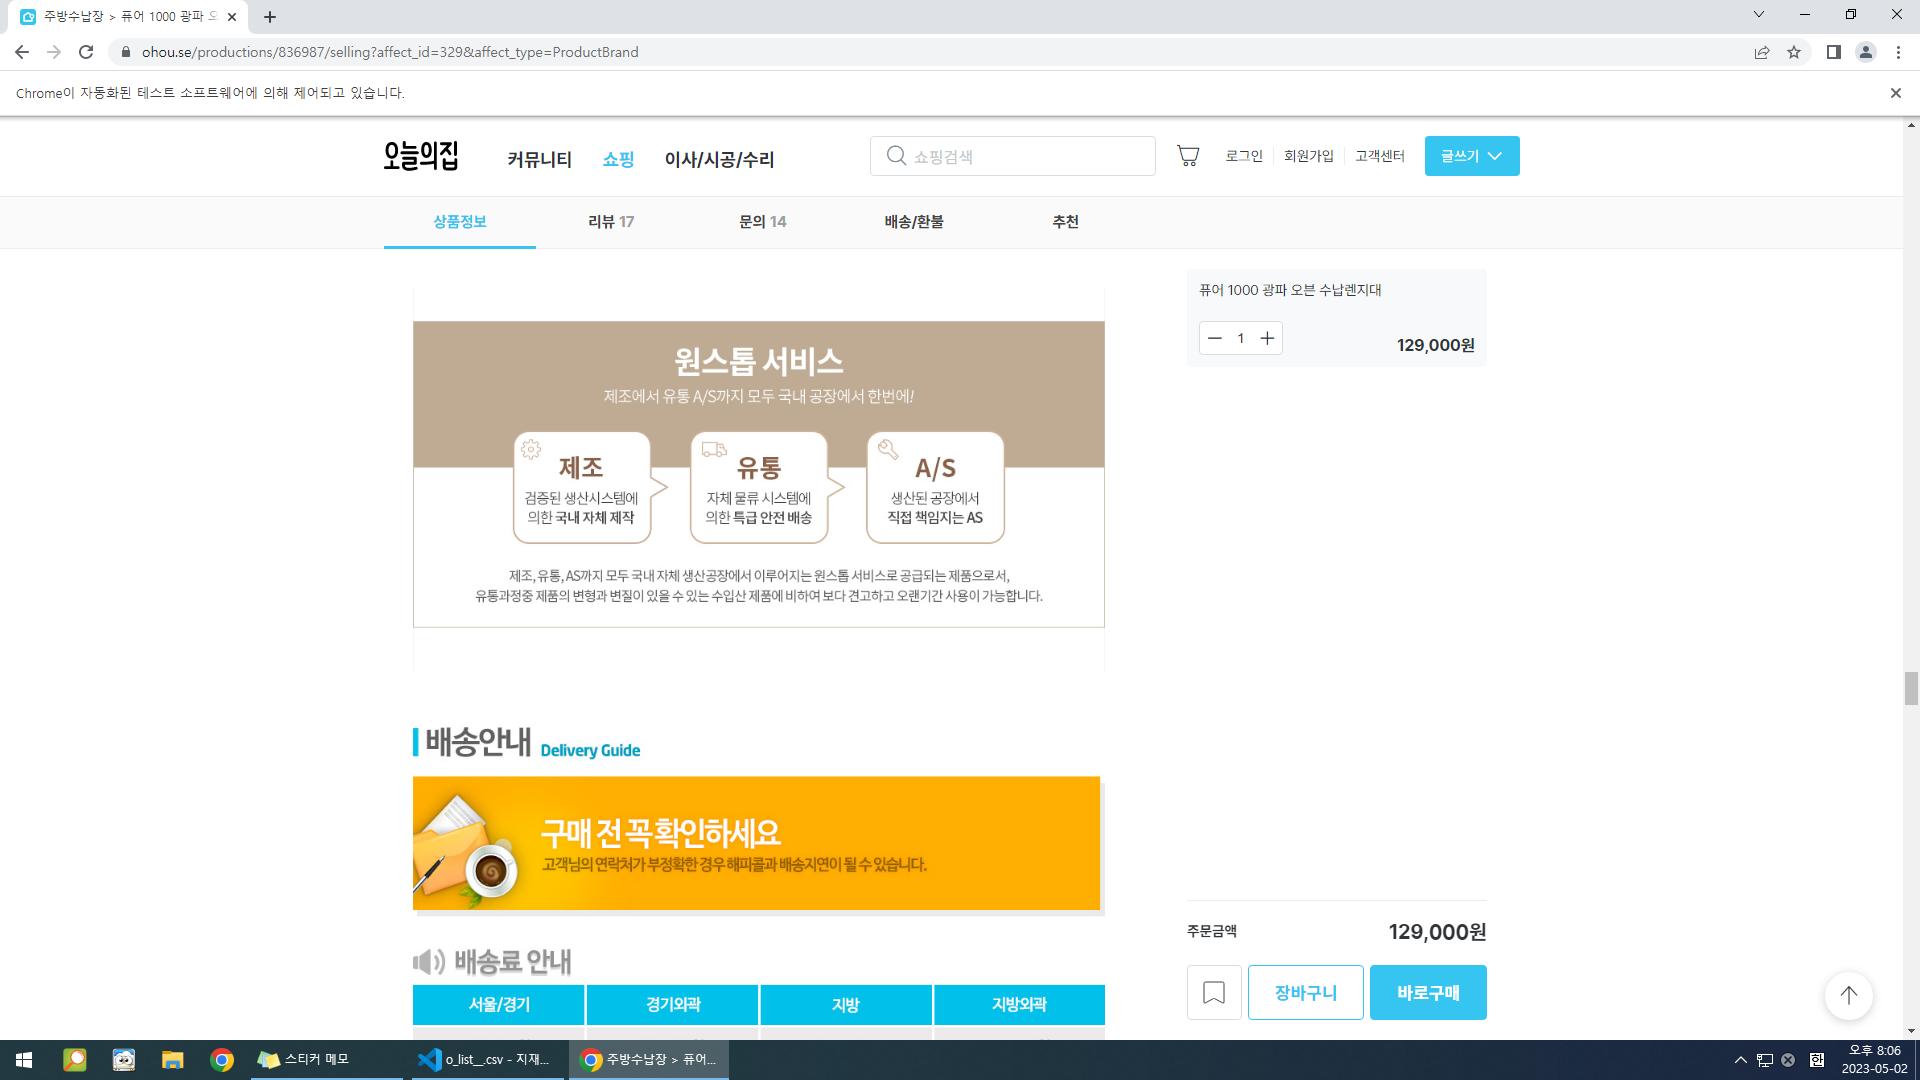 주방수납장 > 퓨어 1000 광파 오
ohou.se/productions/836987/selling?affect_id=329&affect_type=ProductBrand
Chrome이 자동화된 테스트 소프트웨어에 의해 제어되고 있습니다.
오늘의집
커뮤니티 쇼핑 이사/시공/수리
쇼핑검색
로그인 회원가입 고객센터 글쓰기
상품정보 리뷰 17 문의 14 배송/환불 추천
원스톱 서비스
제조에서 유통 A/S까지 모두 국내 공장에서 한번에!
제조
검증된 생산시스템에
의한 국내 자체 제작
유통
자체 물류 시스템에
의한 특급 안전 배송
A/S
생산된 공장에서
직접 책임지는 AS
제조, 유통, AS까지 모두 국내 자체 생산공장에서 이루어지는 원스톱 서비스로 공급되는 제품으로서,
유통과정중 제품의 변형과 변질이 있을 수 있는 수입산 제품에 비하여 보다 견고하고 오랜기간 사용이 가능합니다.
배송안내 Delivery Guide
구매 전 꼭 확인하세요
고객님의 연락처가 부정확한 경우 해피콜과 배송지연이 될 수 있습니다.
배송료 안내
서울/경기 경기외곽 지방 지방외곽
퓨어 1000 광파 오븐 수납렌지대
1
129,000원
주문금액 129,000원
장바구니 바로구매
스티커 메모
o_list__.csv - 지재...
주방수납장 > 퓨어...
한
오후 8:06
2023-05-02